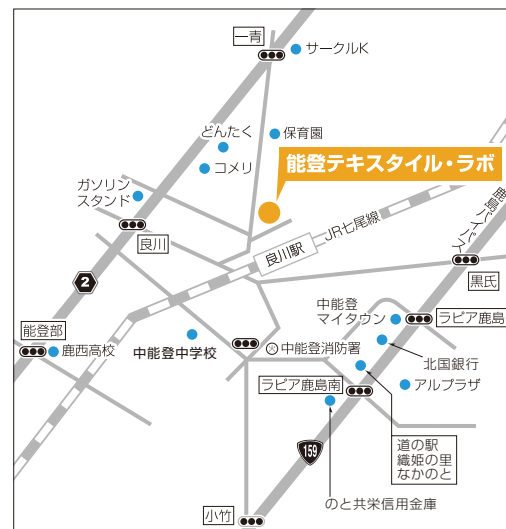 一青
サークルK
どんたく
保育園
コメリ
能登テキスタイル・ラボ
ガソリン
スタンド
良川
良川駅
JR七尾線
鹿島バイパス
黒氏
2
中能登
マイタウン
ラピア鹿島
能登部
鹿西高校
中能登中学校
中能登消防署
北国銀行
ラピア鹿島南
アルプラザ
道の駅
織姫の里
なかのと
159
のと共栄信用金庫
小竹